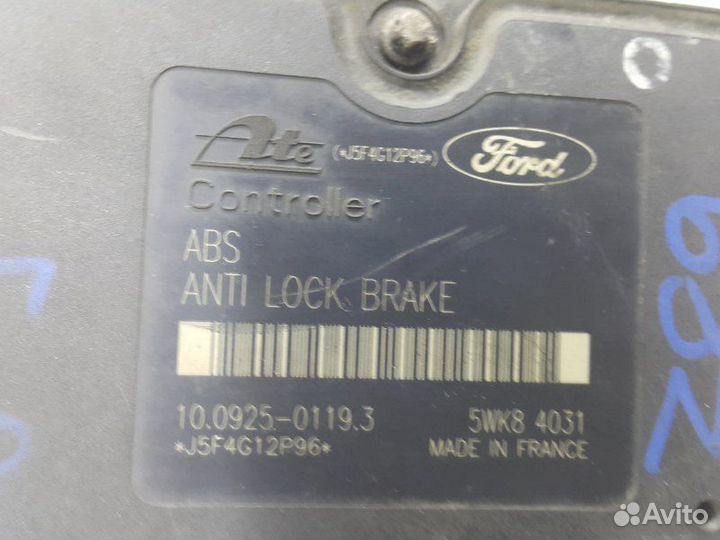 Ate (*J5F4G12P96*) Ford
Controller
ABS
ANTI LOCK BRAKE
10.0925-0119.3 5WK8 4031
*J5F4G12P96* MADE IN FRANCE
Avito